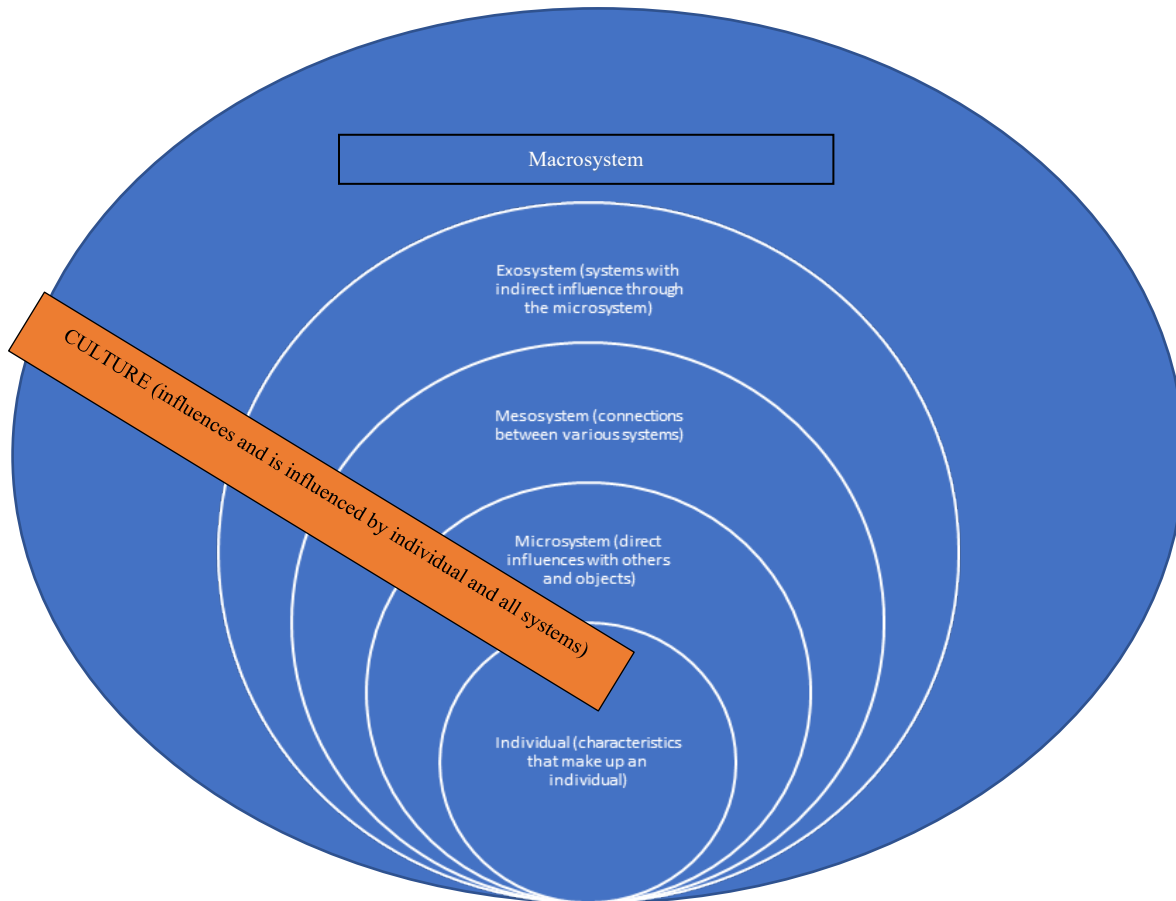 Macrosystem
Exosystem (systems with
indirect influence through
the microsystem)
CULTURE (influences and is influenced by individual and all systems)
Mesosystem (connections
between various systems)
Microsystem (direct
influences with others
and objects)
Individual (characteristics
that make up an
individual)